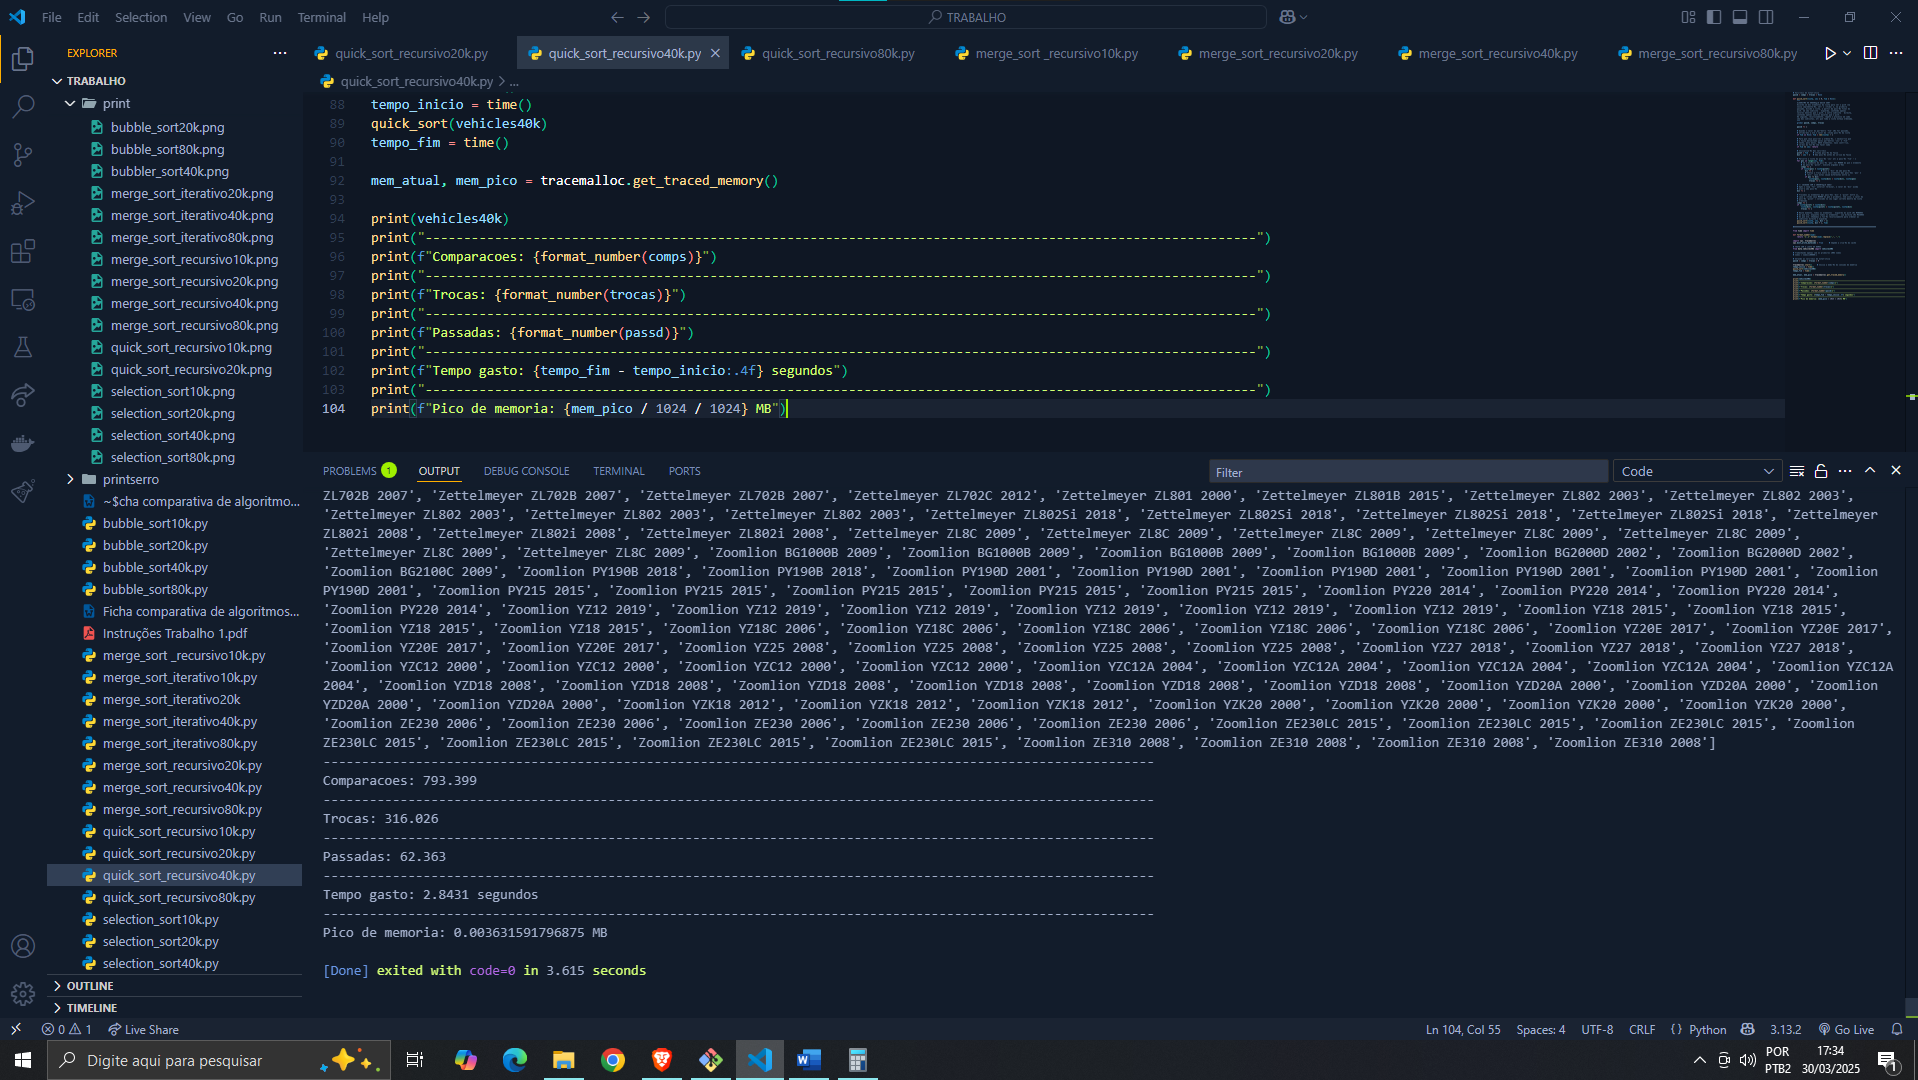 File Edit Selection View Go Run Terminal Help
TRABALHO
EXPLORER
quick_sort_recursivo20k.py
quick_sort_recursivo40k.py
quick_sort_recursivo80k.py
merge_sort _recursivo10k.py
merge_sort_recursivo20k.py
merge_sort_recursivo40k.py
merge_sort_recursivo80k.py
TRABALHO
print
bubble_sort20k.png
bubble_sort80k.png
bubbler_sort40k.png
merge_sort_iterativo20k.png
merge_sort_iterativo40k.png
merge_sort_iterativo80k.png
merge_sort_recursivo10k.png
merge_sort_recursivo20k.png
merge_sort_recursivo40k.png
merge_sort_recursivo80k.png
quick_sort_recursivo10k.png
quick_sort_recursivo20k.png
selection_sort10k.png
selection_sort20k.png
selection_sort40k.png
selection_sort80k.png
printserro
~$cha comparativa de algoritmo...
bubble_sort10k.py
bubble_sort20k.py
bubble_sort40k.py
bubble_sort80k.py
Ficha comparativa de algoritmos...
Instruções Trabalho 1.pdf
merge_sort _recursivo10k.py
merge_sort_iterativo10k.py
merge_sort_iterativo20k
merge_sort_iterativo40k.py
merge_sort_iterativo80k.py
merge_sort_recursivo20k.py
merge_sort_recursivo40k.py
merge_sort_recursivo80k.py
quick_sort_recursivo10k.py
quick_sort_recursivo20k.py
quick_sort_recursivo40k.py
quick_sort_recursivo80k.py
selection_sort10k.py
selection_sort20k.py
selection_sort40k.py
OUTLINE
TIMELINE
quick_sort_recursivo40k.py > ...
88 tempo_inicio = time()
89 quick_sort(vehicles40k)
90 tempo_fim = time()
91
92 mem_atual, mem_pico = tracemalloc.get_traced_memory()
93
94 print(vehicles40k)
95 print("------------------------------------------------------------------------------------------------------------")
96 print(f"Comparacoes: {format_number(comps)}")
97 print("------------------------------------------------------------------------------------------------------------")
98 print(f"Trocas: {format_number(trocas)}")
99 print("------------------------------------------------------------------------------------------------------------")
100 print(f"Passadas: {format_number(passd)}")
101 print("------------------------------------------------------------------------------------------------------------")
102 print(f"Tempo gasto: {tempo_fim - tempo_inicio:.4f} segundos")
103 print("------------------------------------------------------------------------------------------------------------")
104 print(f"Pico de memoria: {mem_pico / 1024 / 1024} MB")
PROBLEMS 1 OUTPUT DEBUG CONSOLE TERMINAL PORTS
Filter
Code
ZL702B 2007', 'Zettelmeyer ZL702B 2007', 'Zettelmeyer ZL702B 2007', 'Zettelmeyer ZL702C 2012', 'Zettelmeyer ZL801 2000', 'Zettelmeyer ZL801B 2015', 'Zettelmeyer ZL802 2003', 'Zettelmeyer ZL802 2003',
'Zettelmeyer ZL802 2003', 'Zettelmeyer ZL802 2003', 'Zettelmeyer ZL802 2003', 'Zettelmeyer ZL802Si 2018', 'Zettelmeyer ZL802Si 2018', 'Zettelmeyer ZL802Si 2018', 'Zettelmeyer ZL802Si 2018', 'Zettelmeyer
ZL802i 2008', 'Zettelmeyer ZL802i 2008', 'Zettelmeyer ZL802i 2008', 'Zettelmeyer ZL8C 2009', 'Zettelmeyer ZL8C 2009', 'Zettelmeyer ZL8C 2009', 'Zettelmeyer ZL8C 2009', 'Zettelmeyer ZL8C 2009',
'Zettelmeyer ZL8C 2009', 'Zettelmeyer ZL8C 2009', 'Zoomlion BG1000B 2009', 'Zoomlion BG1000B 2009', 'Zoomlion BG1000B 2009', 'Zoomlion BG1000B 2009', 'Zoomlion BG2000D 2002', 'Zoomlion BG2000D 2002',
'Zoomlion BG2100C 2009', 'Zoomlion PY190B 2018', 'Zoomlion PY190B 2018', 'Zoomlion PY190D 2001', 'Zoomlion PY190D 2001', 'Zoomlion PY190D 2001', 'Zoomlion PY190D 2001', 'Zoomlion PY190D 2001', 'Zoomlion
PY190D 2001', 'Zoomlion PY215 2015', 'Zoomlion PY215 2015', 'Zoomlion PY215 2015', 'Zoomlion PY215 2015', 'Zoomlion PY215 2015', 'Zoomlion PY220 2014', 'Zoomlion PY220 2014', 'Zoomlion PY220 2014',
'Zoomlion PY220 2014', 'Zoomlion YZ12 2019', 'Zoomlion YZ12 2019', 'Zoomlion YZ12 2019', 'Zoomlion YZ12 2019', 'Zoomlion YZ12 2019', 'Zoomlion YZ12 2019', 'Zoomlion YZ18 2015', 'Zoomlion YZ18 2015',
'Zoomlion YZ18 2015', 'Zoomlion YZ18 2015', 'Zoomlion YZ18C 2006', 'Zoomlion YZ18C 2006', 'Zoomlion YZ18C 2006', 'Zoomlion YZ18C 2006', 'Zoomlion YZ18C 2006', 'Zoomlion YZ20E 2017', 'Zoomlion YZ20E 2017',
'Zoomlion YZ20E 2017', 'Zoomlion YZ20E 2017', 'Zoomlion YZ25 2008', 'Zoomlion YZ25 2008', 'Zoomlion YZ25 2008', 'Zoomlion YZ25 2008', 'Zoomlion YZ27 2018', 'Zoomlion YZ27 2018', 'Zoomlion YZ27 2018',
'Zoomlion YZC12 2000', 'Zoomlion YZC12 2000', 'Zoomlion YZC12 2000', 'Zoomlion YZC12 2000', 'Zoomlion YZC12A 2004', 'Zoomlion YZC12A 2004', 'Zoomlion YZC12A 2004', 'Zoomlion YZC12A 2004', 'Zoomlion YZC12A
2004', 'Zoomlion YZD18 2008', 'Zoomlion YZD18 2008', 'Zoomlion YZD18 2008', 'Zoomlion YZD18 2008', 'Zoomlion YZD18 2008', 'Zoomlion YZD18 2008', 'Zoomlion YZD20A 2000', 'Zoomlion YZD20A 2000', 'Zoomlion
YZD20A 2000', 'Zoomlion YZD20A 2000', 'Zoomlion YZK18 2012', 'Zoomlion YZK18 2012', 'Zoomlion YZK18 2012', 'Zoomlion YZK20 2000', 'Zoomlion YZK20 2000', 'Zoomlion YZK20 2000', 'Zoomlion YZK20 2000',
'Zoomlion ZE230 2006', 'Zoomlion ZE230 2006', 'Zoomlion ZE230 2006', 'Zoomlion ZE230 2006', 'Zoomlion ZE230 2006', 'Zoomlion ZE230LC 2015', 'Zoomlion ZE230LC 2015', 'Zoomlion ZE230LC 2015', 'Zoomlion
ZE230LC 2015', 'Zoomlion ZE230LC 2015', 'Zoomlion ZE230LC 2015', 'Zoomlion ZE230LC 2015', 'Zoomlion ZE310 2008', 'Zoomlion ZE310 2008', 'Zoomlion ZE310 2008', 'Zoomlion ZE310 2008']
------------------------------------------------------------------------------------------------------------
Comparacoes: 793.399
------------------------------------------------------------------------------------------------------------
Trocas: 316.026
------------------------------------------------------------------------------------------------------------
Passadas: 62.363
------------------------------------------------------------------------------------------------------------
Tempo gasto: 2.8431 segundos
------------------------------------------------------------------------------------------------------------
Pico de memoria: 0.003631591796875 MB
[Done] exited with code=0 in 3.615 seconds
0 1 Live Share
Ln 104, Col 55 Spaces: 4 UTF-8 CRLF {} Python 3.13.2 Go Live
Digite aqui para pesquisar
POR
PTB2
17:34
30/03/2025
1